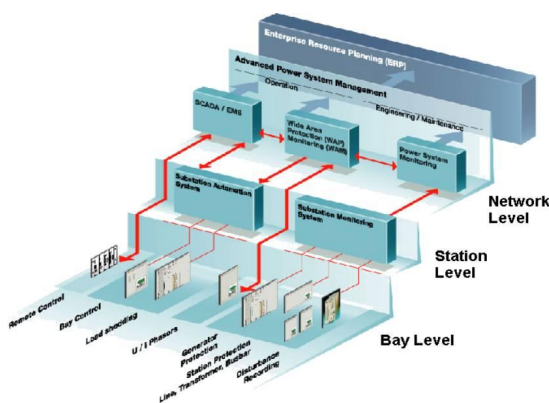 Enterprise Resource Planning (ERP)
Advanced Power System Management
Operation
Engineering / Maintenance
SCADA / EMS
Wide Area
Protection (WAP)
Monitoring (WAM)
Power System
Monitoring
Network
Level
Substation Automation
System
Substation Monitoring
System
Station
Level
Remote Control
Bay Control
Load shedding
U / I Phasors
Generator
Protection
Station Protection
Line, Transformer, Busbar
Disturbance
Recording
Bay Level